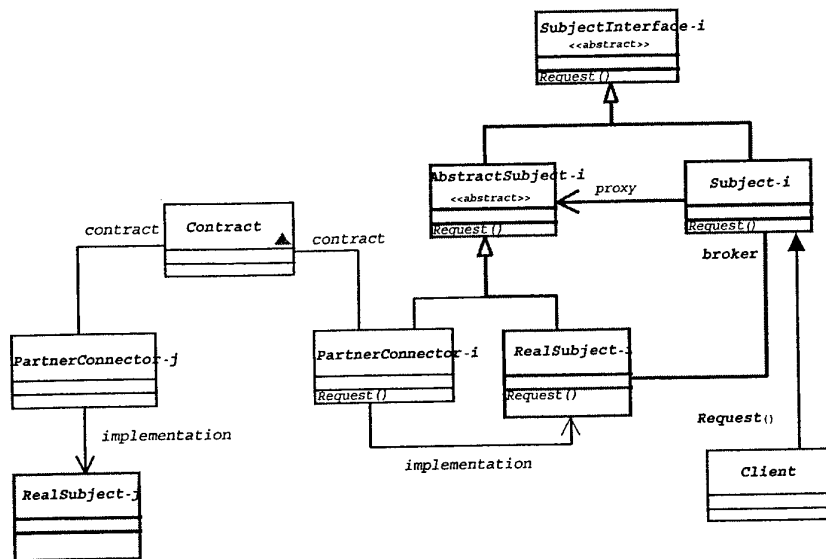 SubjectInterface-i
<<abstract>>
Request()
AbstractSubject-i
<<abstract>>
Request()
proxy
Subject-i
Request()
contract
Contract
contract
broker
PartnerConnector-j
PartnerConnector-i
Request()
RealSubject-i
Request()
implementation
implementation
Request()
RealSubject-j
Client